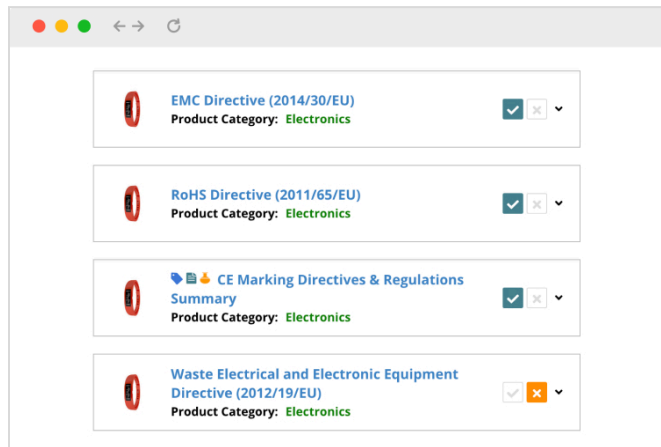 EMC Directive (2014/30/EU)
Product Category: Electronics
RoHS Directive (2011/65/EU)
Product Category: Electronics
CE Marking Directives & Regulations
Summary
Product Category: Electronics
Waste Electrical and Electronic Equipment
Directive (2012/19/EU)
Product Category: Electronics